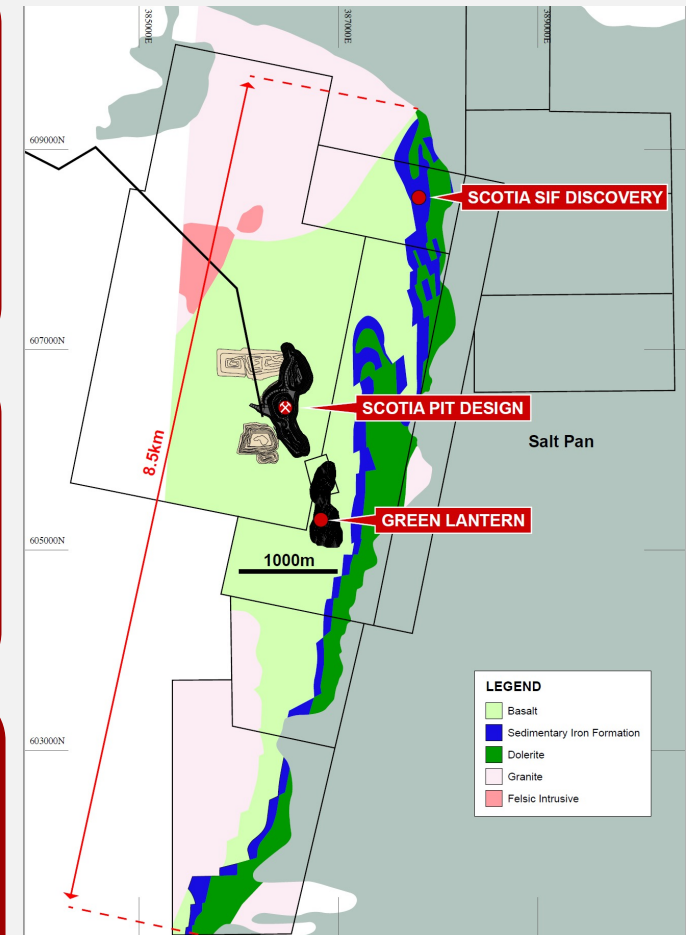 385000E
387000E
389000E
609000N
SCOTIA SIF DISCOVERY
607000N
SCOTIA PIT DESIGN
Salt Pan
8.5km
GREEN LANTERN
605000N
1000m
LEGEND
Basalt
Sedimentary Iron Formation
Dolerite
Granite
Felsic Intrusive
603000N